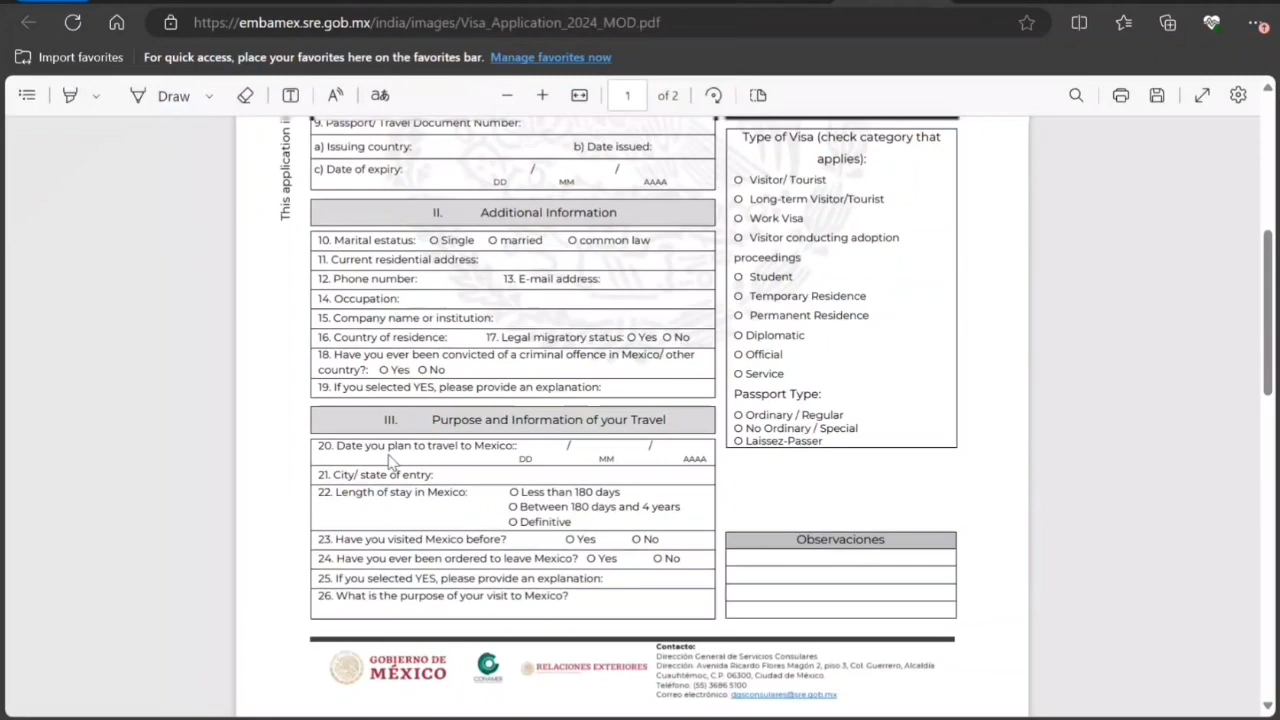 https://embamex.sre.gob.mx/india/images/Visa_Application_2024_MOD.pdf
Import favorites
For quick access, place your favorites here on the favorites bar. Manage favorites now
Draw
aあ
1 of 2
This application i
9. Passport/ Travel Document Number:
a) Issuing country: b) Date issued:
c) Date of expiry: / /
DD MM AAAA
II. Additional Information
10. Marital estatus: O Single O married O common law
11. Current residential address:
12. Phone number: 13. E-mail address:
14. Occupation:
15. Company name or institution:
16. Country of residence: 17. Legal migratory status: O Yes O No
18. Have you ever been convicted of a criminal offence in Mexico/ other
country?: O Yes O No
19. If you selected YES, please provide an explanation:
III. Purpose and Information of your Travel
20. Date you plan to travel to Mexico:: / /
DD MM AAAA
21. City/ state of entry:
22. Length of stay in Mexico: O Less than 180 days
O Between 180 days and 4 years
O Definitive
23. Have you visited Mexico before? O Yes O No
24. Have you ever been ordered to leave Mexico? O Yes O No
25. If you selected YES, please provide an explanation:
26. What is the purpose of your visit to Mexico?
Type of Visa (check category that
applies):
O Visitor/ Tourist
O Long-term Visitor/Tourist
O Work Visa
O Visitor conducting adoption
proceedings
O Student
O Temporary Residence
O Permanent Residence
O Diplomatic
O Official
O Service
Passport Type:
O Ordinary / Regular
O No Ordinary / Special
O Laissez-Passer
Observaciones
GOBIERNO DE
MÉXICO
CONAMER
RELACIONES EXTERIORES
Contacto:
Dirección General de Servicios Consulares
Dirección: Avenida Ricardo Flores Magón 2, piso 3, Col. Guerrero, Alcaldía
Cuauhtémoc, C.P. 06300, Ciudad de México.
Teléfono: (55) 3686 5100
Correo electrónico: dgsconsulares@sre.gob.mx